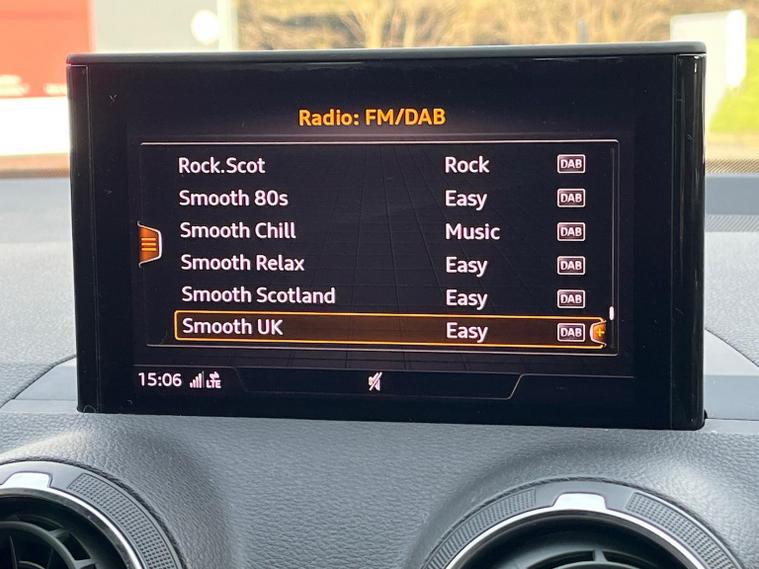 Radio: FM/DAB
Rock.Scot Rock DAB
Smooth 80s Easy DAB
Smooth Chill Music DAB
Smooth Relax Easy DAB
Smooth Scotland Easy DAB
Smooth UK Easy DAB
15:06 LTE